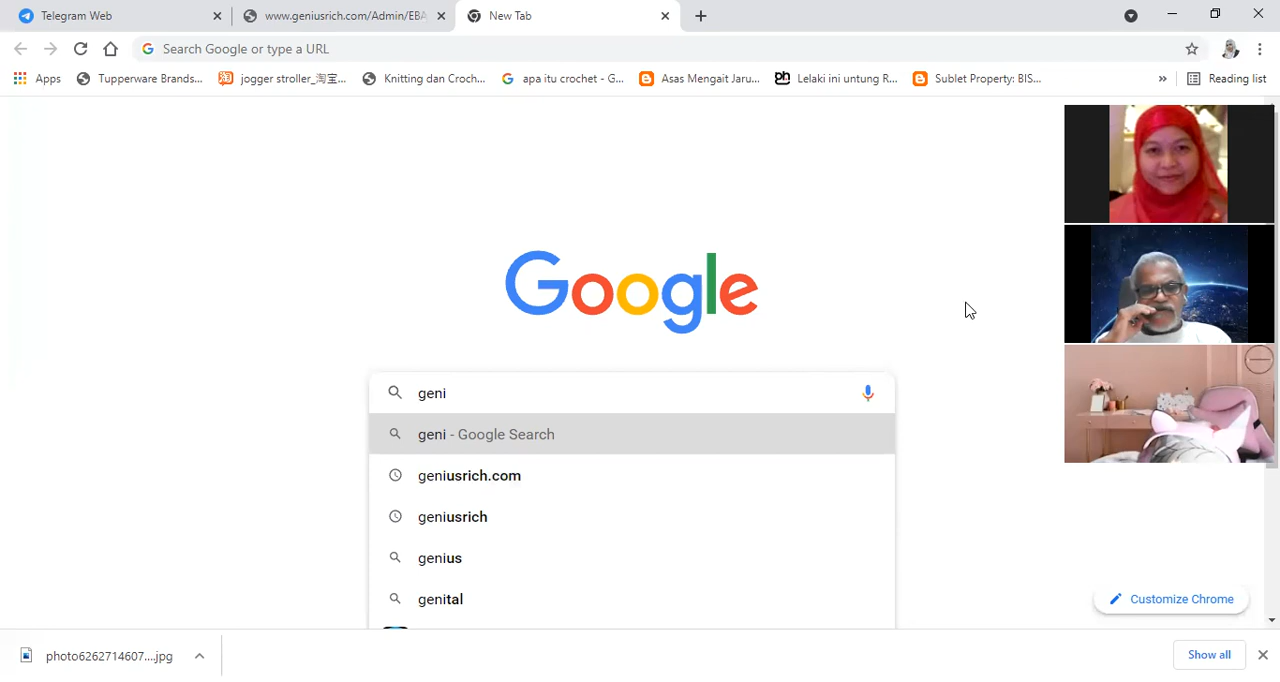 Telegram Web
www.geniusrich.com/Admin/EBA
New Tab
Search Google or type a URL
Apps
Tupperware Brands...
jogger stroller_淘宝...
Knitting dan Croch...
apa itu crochet - G...
Asas Mengait Jaru...
Lelaki ini untung R...
Sublet Property: BIS...
»
Reading list
Google
geni
geni - Google Search
geniusrich.com
geniusrich
genius
genital
Customize Chrome
photo6262714607....jpg
Show all